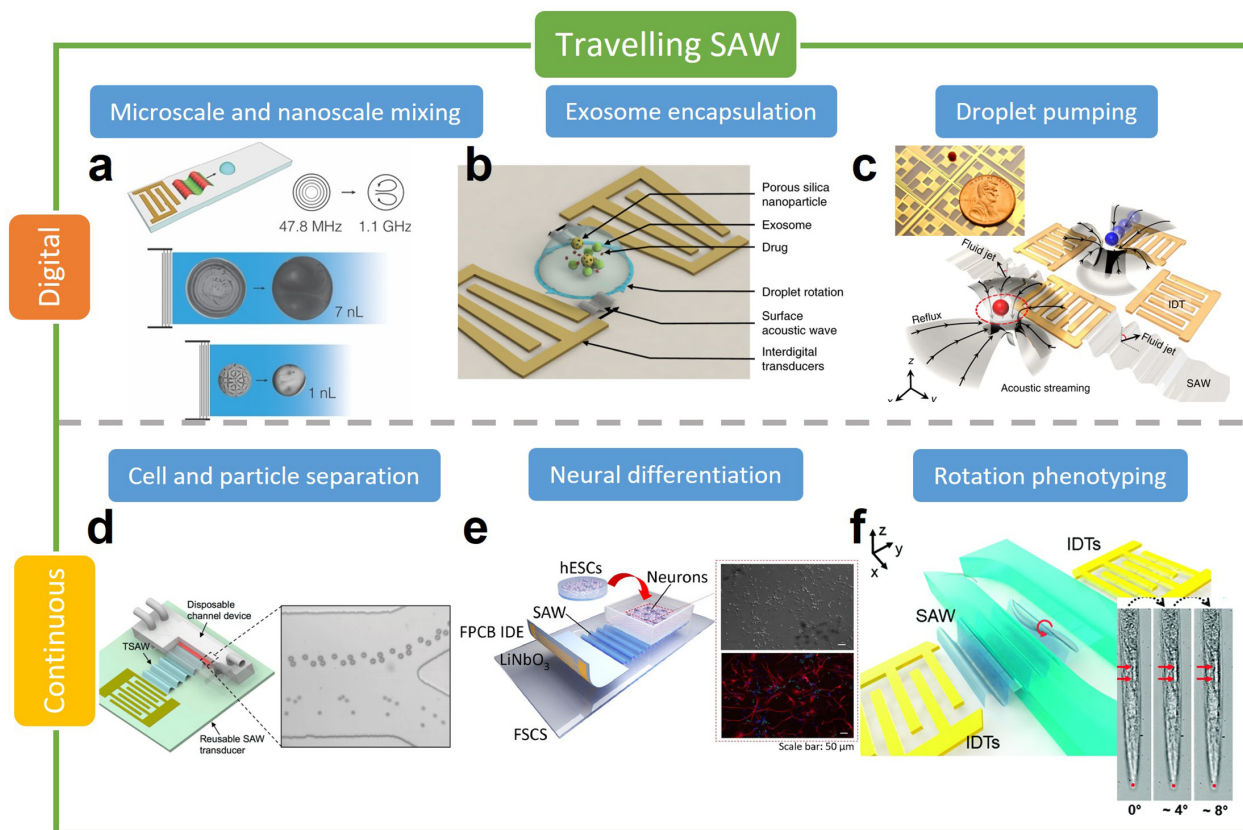 Travelling SAW
Microscale and nanoscale mixing
Exosome encapsulation
Droplet pumping
Digital
a
47.8 MHz
1.1 GHz
7 nL
1 nL
b
Porous silica
nanoparticle
Exosome
Drug
Droplet rotation
Surface
acoustic wave
Interdigital
transducers
c
Fluid jet
Reflux
IDT
Fluid jet
z
y
Acoustic streaming
SAW
Cell and particle separation
Neural differentiation
Rotation phenotyping
Continuous
d
Disposable
channel device
TSAW
Reusable SAW
transducer
e
hESCs
Neurons
SAW
FPCB IDE
LiNbO3
FSCS
Scale bar: 50 μm
f
z
y
x
IDTs
SAW
IDTs
0°
~ 4°
~ 8°